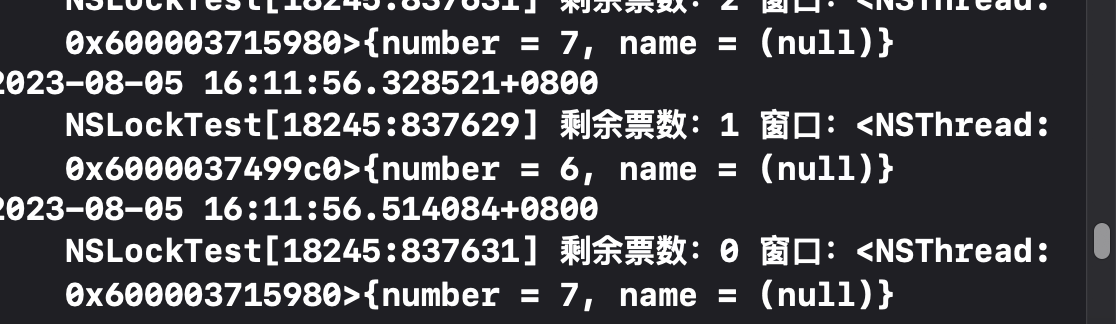 NSLockTest[18245:837631] 剩余票数：2 窗口：<NSThread:
0x600003715980>{number = 7, name = (null)}
2023-08-05 16:11:56.328521+0800
NSLockTest[18245:837629] 剩余票数：1 窗口：<NSThread:
0x6000037499c0>{number = 6, name = (null)}
2023-08-05 16:11:56.514084+0800
NSLockTest[18245:837631] 剩余票数：0 窗口：<NSThread:
0x600003715980>{number = 7, name = (null)}